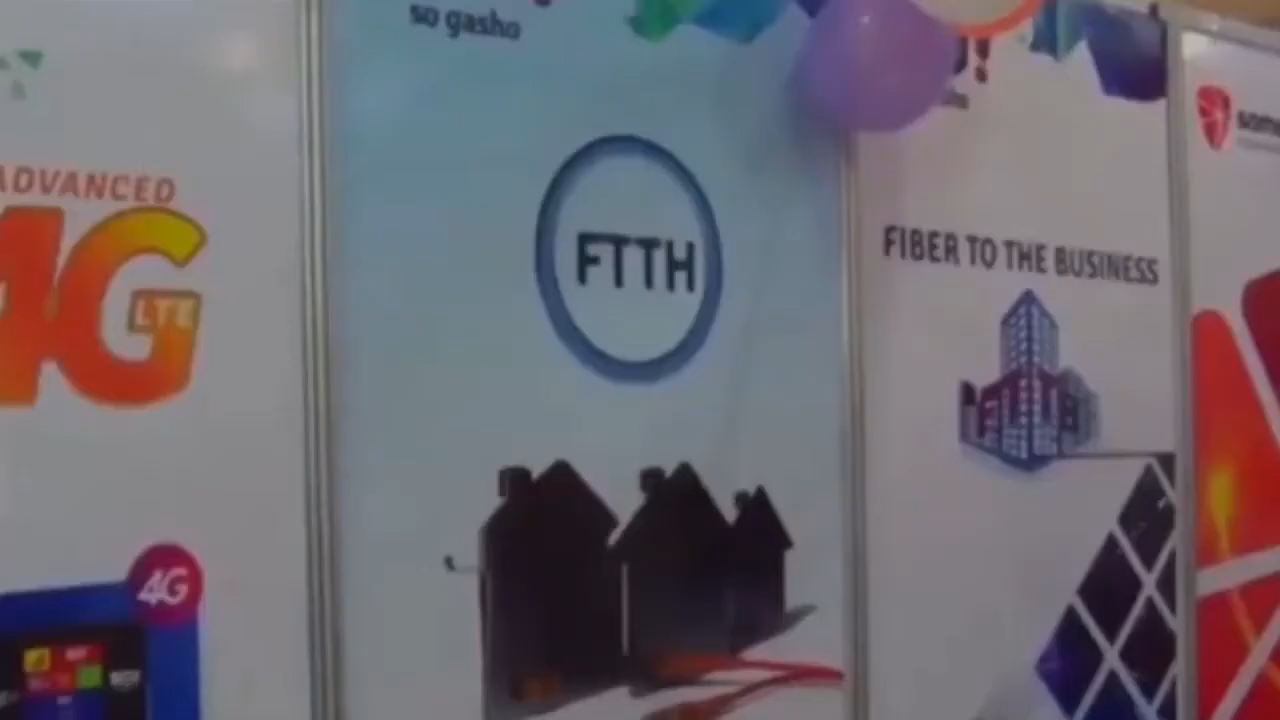 so gasho
ADVANCED
4G
LTE
4G
FTTH
FIBER TO THE BUSINESS